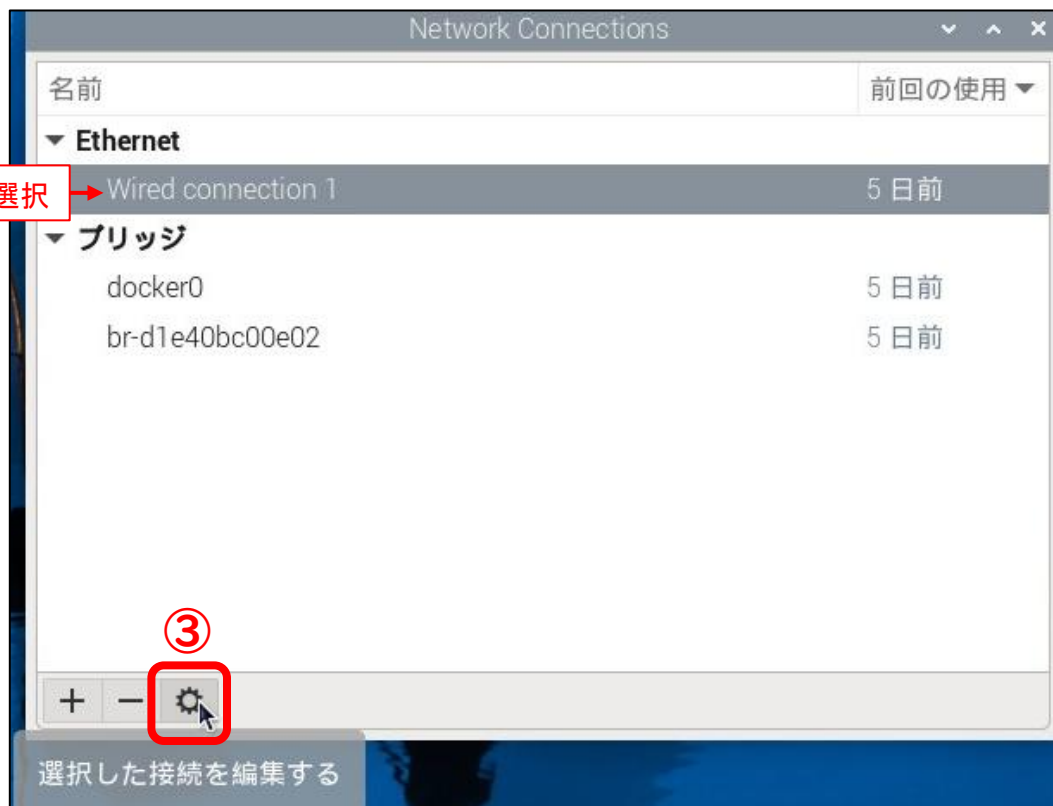 Network Connections
名前 前回の使用
Ethernet
選択 Wired connection 1 5 日前
ブリッジ
docker0 5 日前
br-d1e40bc00e02 5 日前
③
選択した接続を編集する